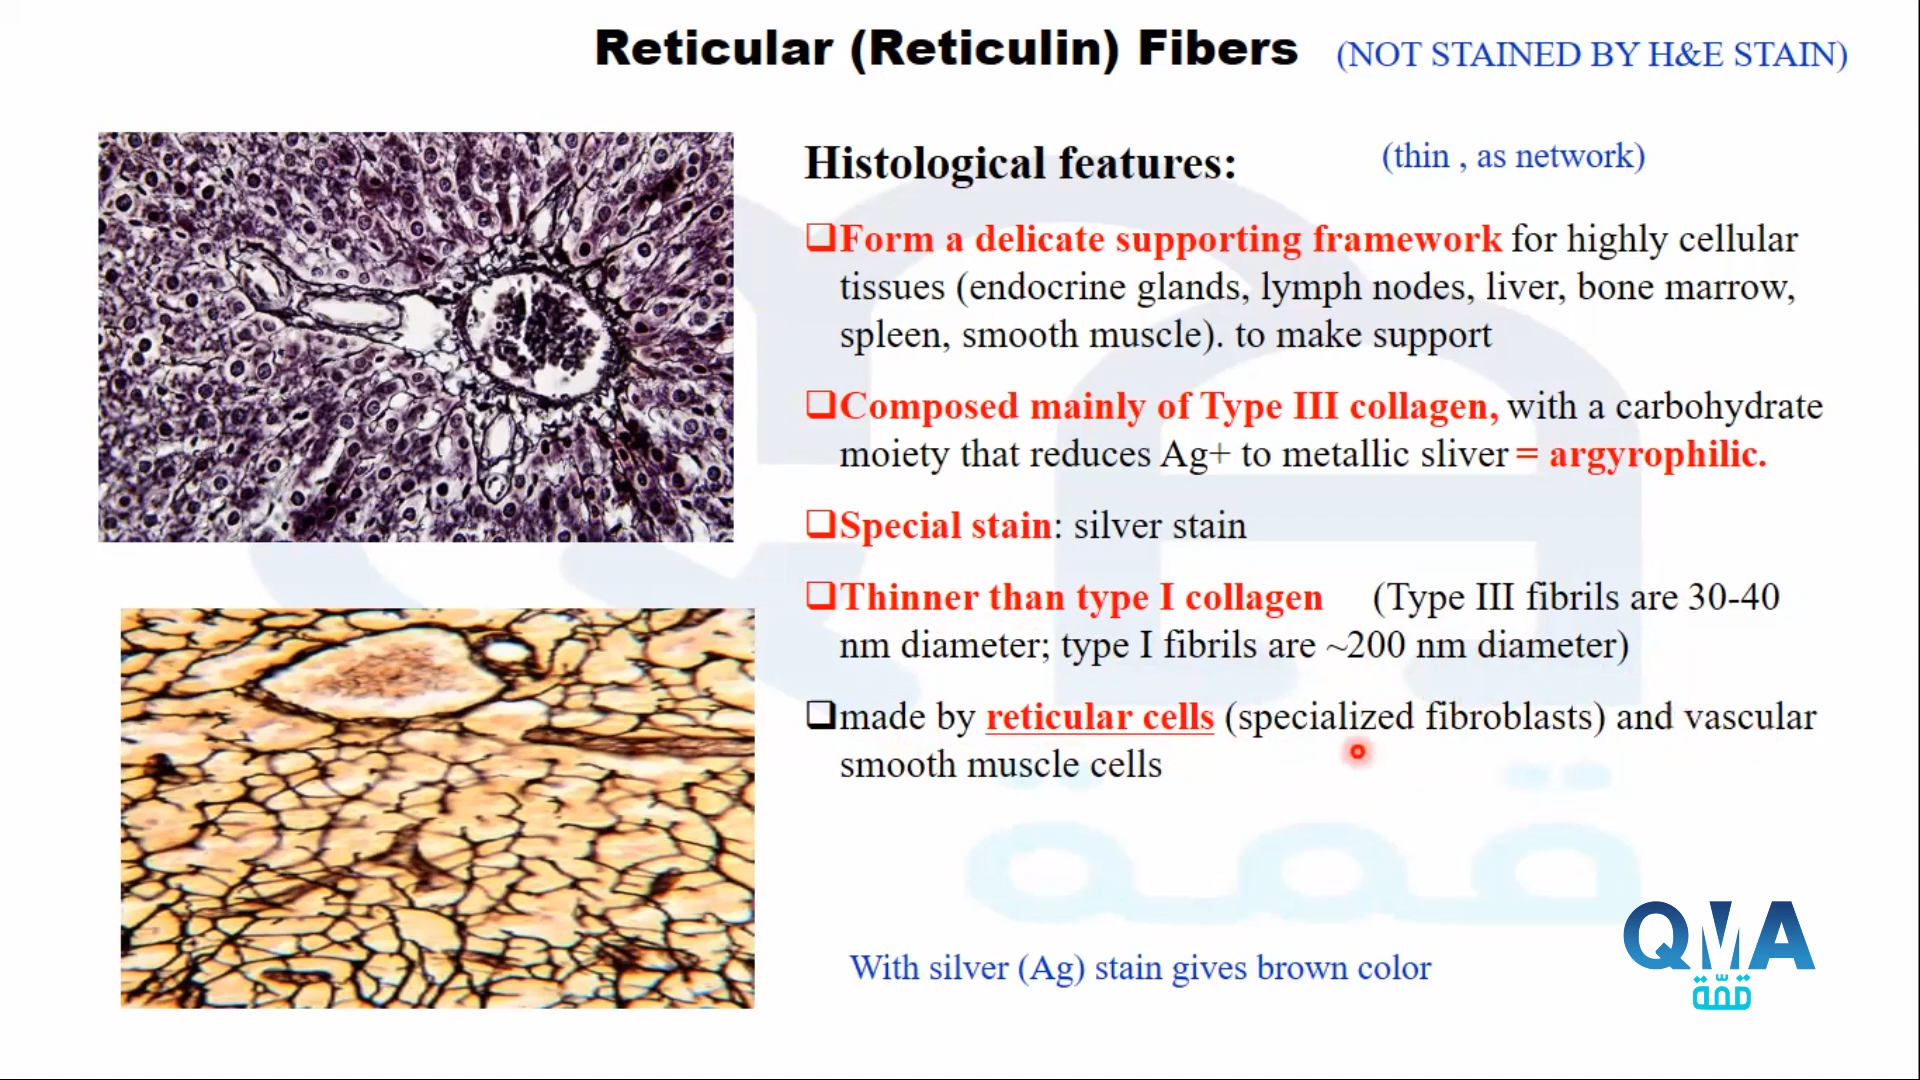 Reticular (Reticulin) Fibers (NOT STAINED BY H&E STAIN)
Histological features: (thin , as network)
❑Form a delicate supporting framework for highly cellular
tissues (endocrine glands, lymph nodes, liver, bone marrow,
spleen, smooth muscle). to make support
❑Composed mainly of Type III collagen, with a carbohydrate
moiety that reduces Ag+ to metallic sliver = argyrophilic.
❑Special stain: silver stain
❑Thinner than type I collagen (Type III fibrils are 30-40
nm diameter; type I fibrils are ~200 nm diameter)
❑made by reticular cells (specialized fibroblasts) and vascular
smooth muscle cells
With silver (Ag) stain gives brown color
QMA
قمّة
قمة